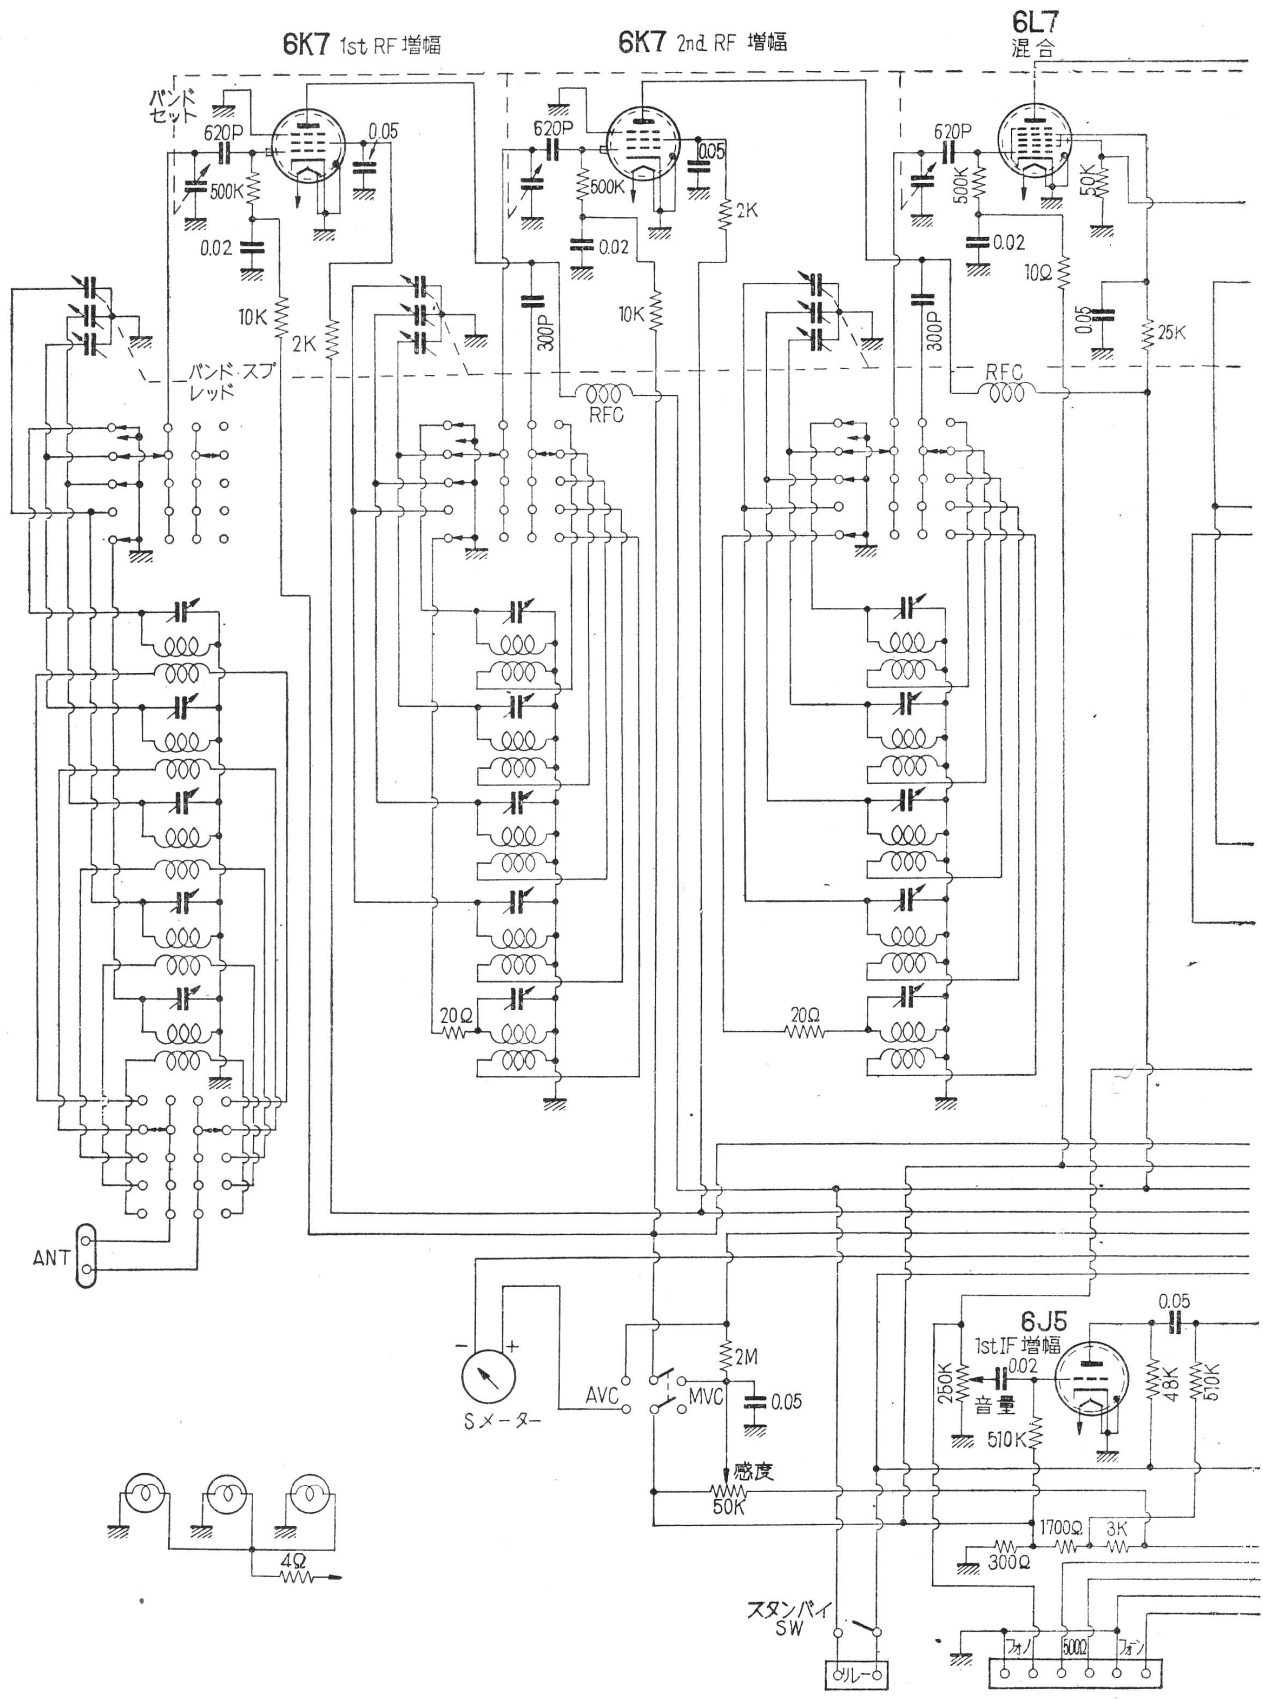 6K7 1st RF 増幅
6K7 2nd RF 増幅
6L7
混合
バンド
セット
620P
0.05
500K
0.02
10K
2K
バンド スプ
レッド
620P
0.05
500K
2K
0.02
10K
300P
RFC
620P
500K
50K
0.02
10Ω
0.05
25K
300P
RFC
20Ω
20Ω
ANT
-
+
Sメーター
AVC
MVC
2M
0.05
感度
50K
6J5
1st IF 増幅
250K
0.02
音量
510K
0.05
48K
510K
1700Ω
3K
300Ω
4Ω
スタンバイ
SW
リレー
フォノ
500Ω
フォーン